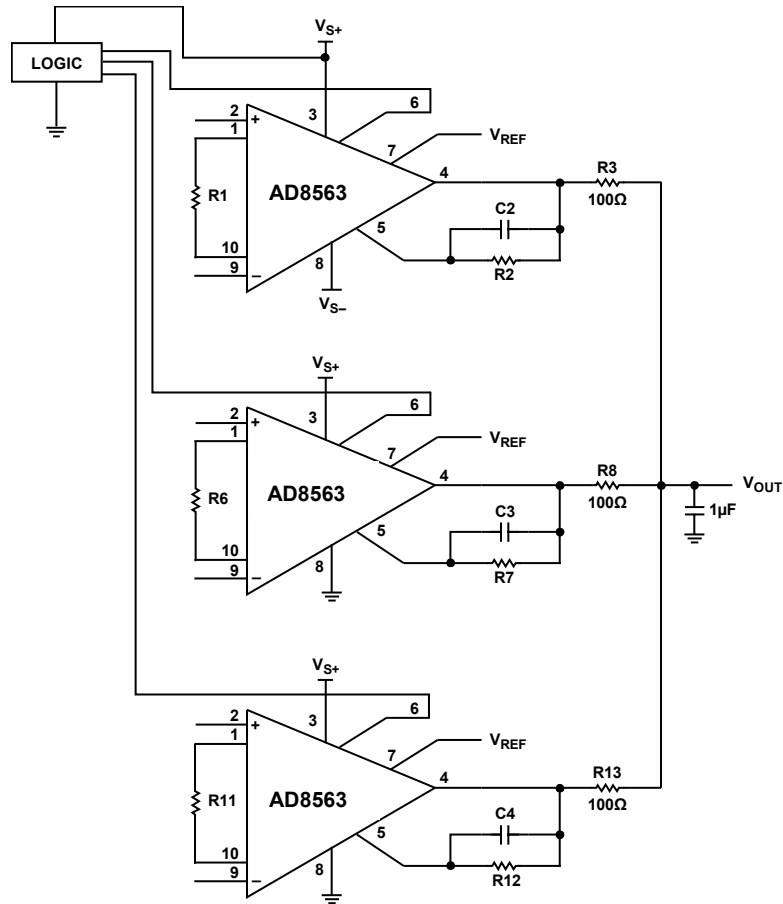 LOGIC
VS+
2
1
+
3
6
7
VREF
R1
AD8563
4
R3
100Ω
5
C2
R2
10
9
–
8
VS–
VS+
2
1
+
3
6
7
VREF
R6
AD8563
4
R8
100Ω
VOUT
1µF
5
C3
R7
10
9
–
8
VS+
2
1
+
3
6
7
VREF
R11
AD8563
4
R13
100Ω
5
C4
R12
10
9
–
8